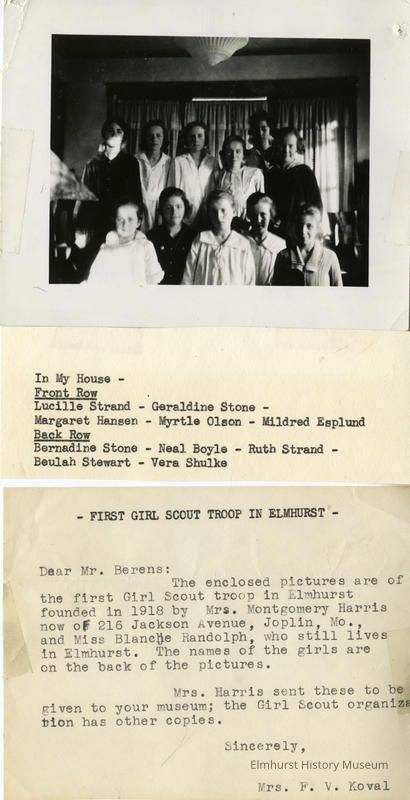 In My House -
Front Row
Lucille Strand - Geraldine Stone -
Margaret Hansen - Myrtle Olson - Mildred Esplund
Back Row
Bernadine Stone - Neal Boyle - Ruth Strand -
Beulah Stewart - Vera Shulke
- FIRST GIRL SCOUT TROOP IN ELMHURST -
Dear Mr. Berens:
The enclosed pictures are of
the first Girl Scout troop in Elmhurst
founded in 1918 by Mrs. Montgomery Harris
now of 216 Jackson Avenue, Joplin, Mo.,
and Miss Blanche Randolph, who still lives
in Elmhurst. The names of the girls are
on the back of the pictures.
Mrs. Harris sent these to be
given to your museum; the Girl Scout organiza
tion has other copies.
Sincerely,
Elmhurst History Museum
Mrs. F. V. Koval